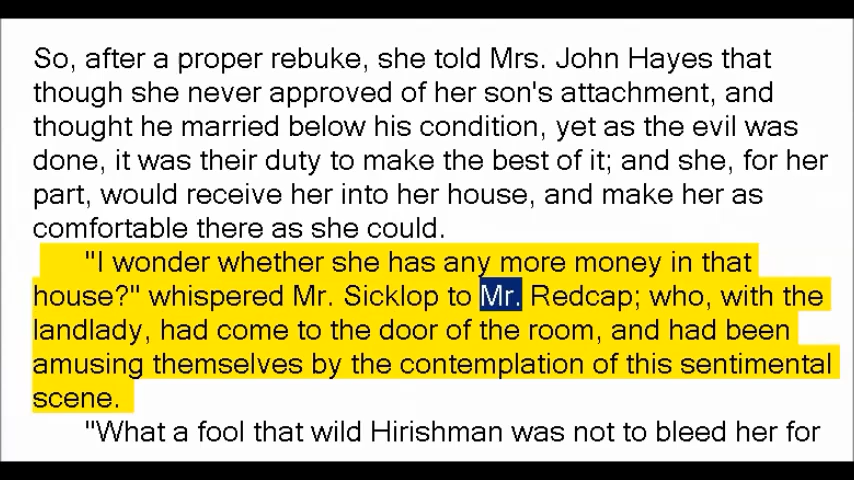 So, after a proper rebuke, she told Mrs. John Hayes that
though she never approved of her son's attachment, and
thought he married below his condition, yet as the evil was
done, it was their duty to make the best of it; and she, for her
part, would receive her into her house, and make her as
comfortable there as she could.
"I wonder whether she has any more money in that
house?" whispered Mr. Sicklop to Mr. Redcap; who, with the
landlady, had come to the door of the room, and had been
amusing themselves by the contemplation of this sentimental
scene.
"What a fool that wild Hirishman was not to bleed her for